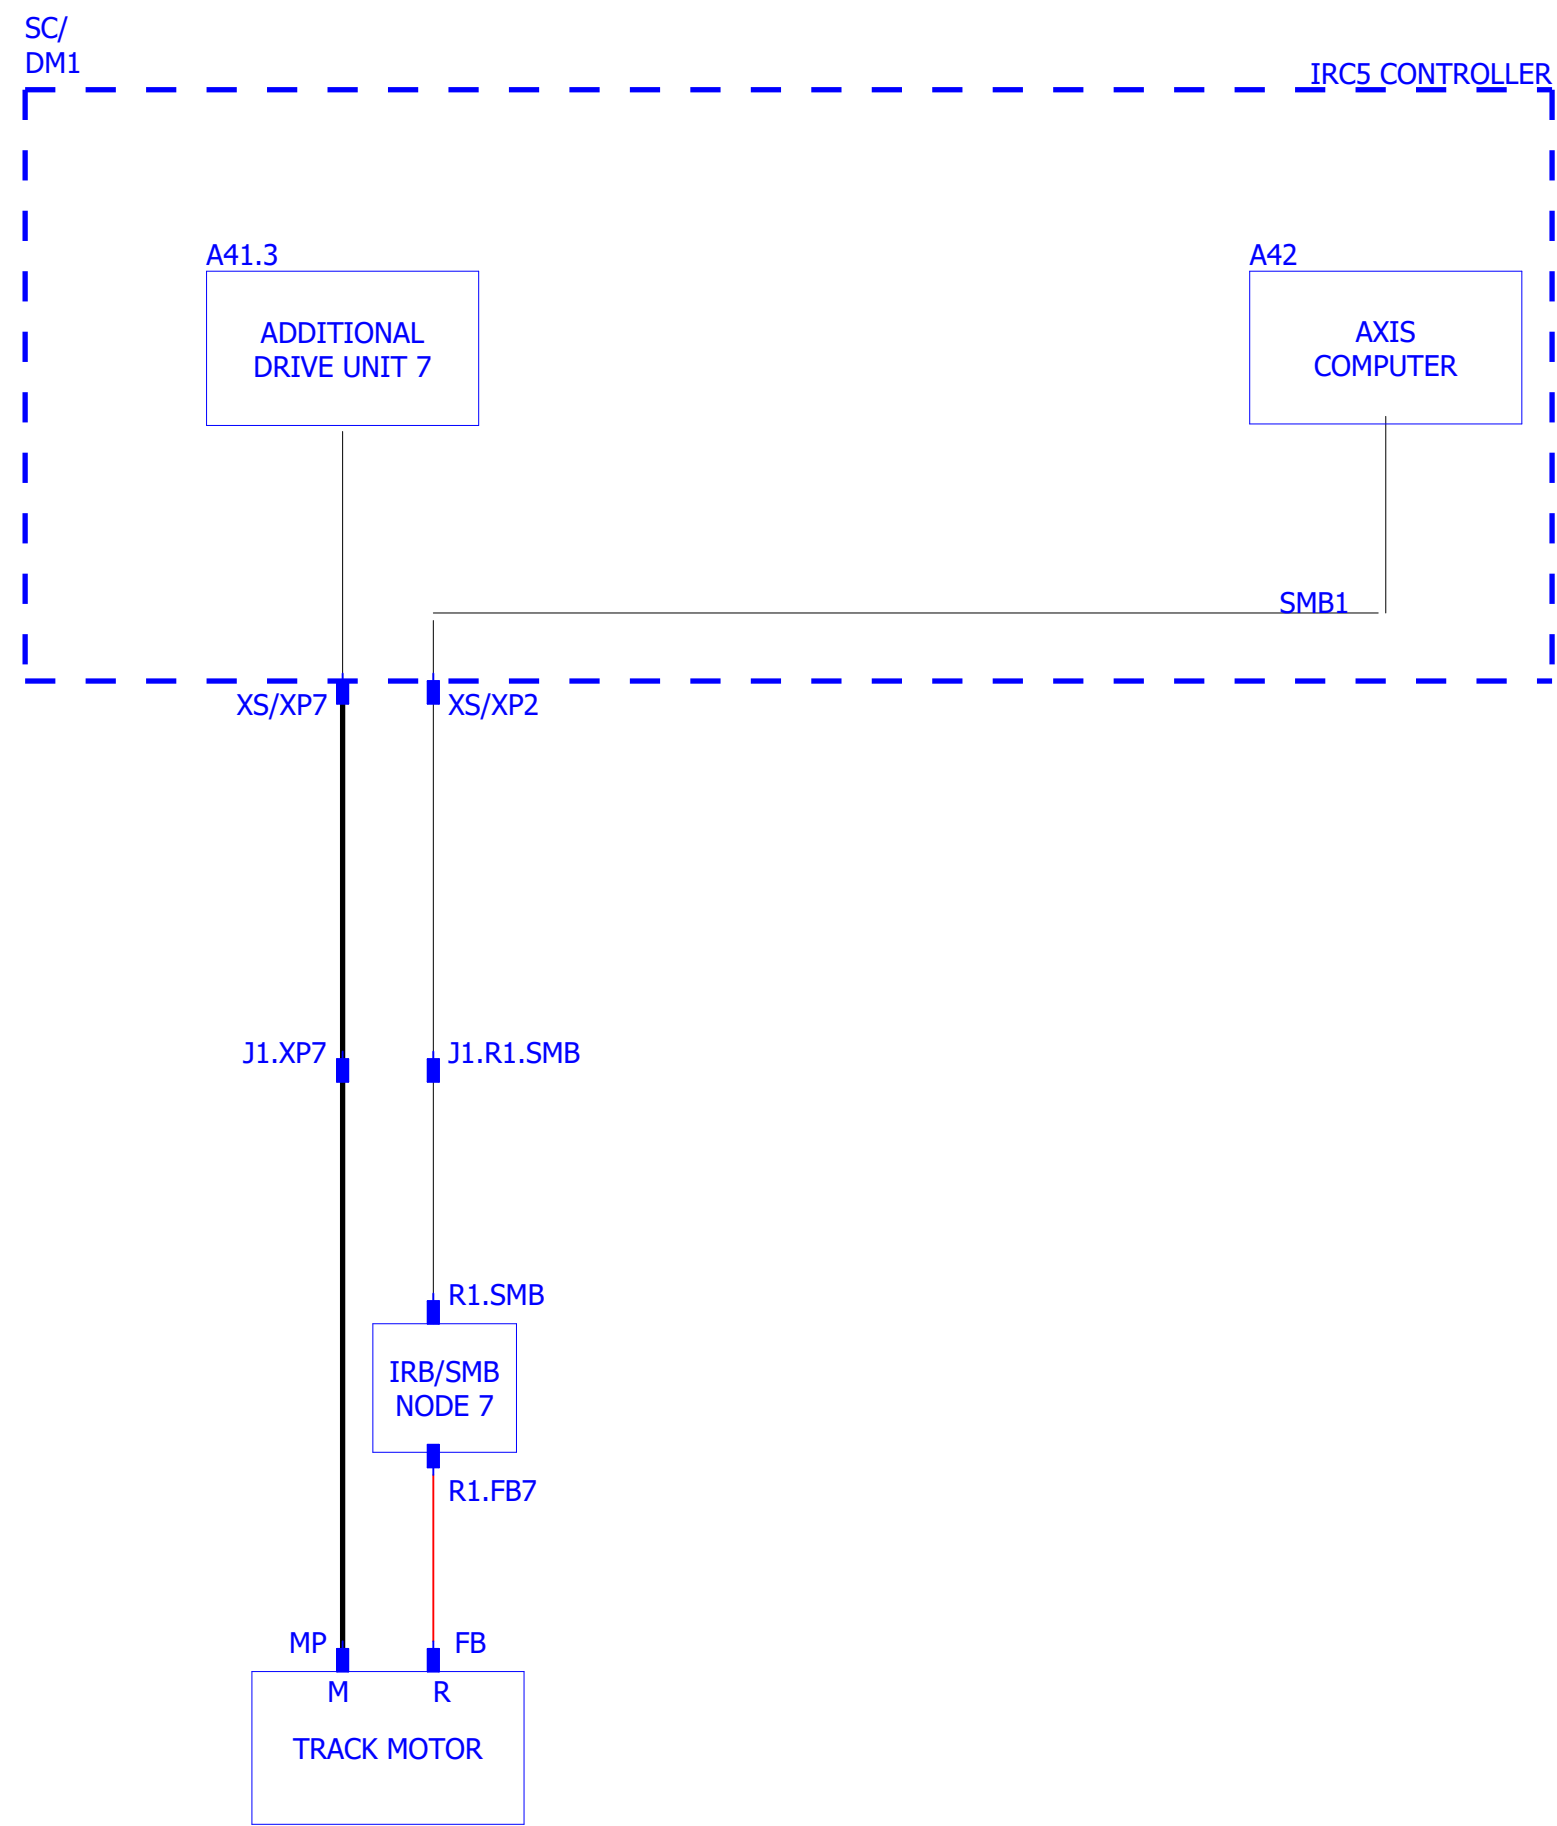 SC/
DM1
IRC5 CONTROLLER
A41.3
ADDITIONAL
DRIVE UNIT 7
A42
AXIS
COMPUTER
SMB1
XS/XP7
XS/XP2
J1.XP7
J1.R1.SMB
R1.SMB
IRB/SMB
NODE 7
R1.FB7
MP
FB
M
R
TRACK MOTOR